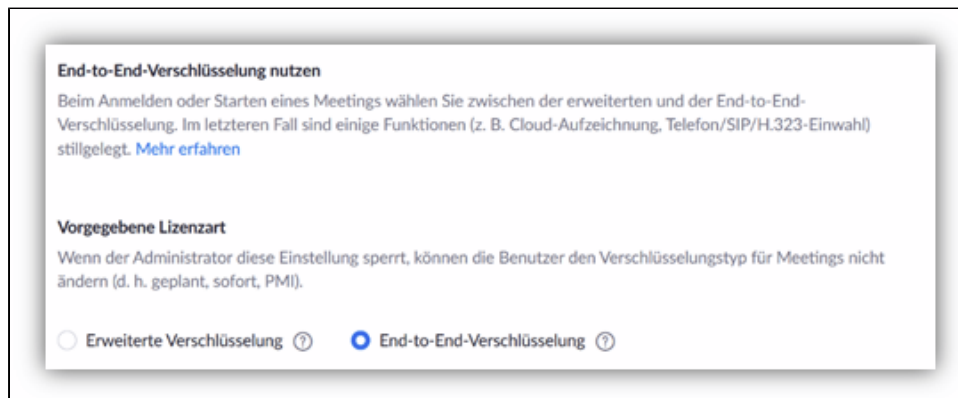 End-to-End-Verschlüsselung nutzen
Beim Anmelden oder Starten eines Meetings wählen Sie zwischen der erweiterten und der End-to-End-
Verschlüsselung. Im letzteren Fall sind einige Funktionen (z. B. Cloud-Aufzeichnung, Telefon/SIP/H.323-Einwahl)
stillgelegt. Mehr erfahren
Vorgegebene Lizenzart
Wenn der Administrator diese Einstellung sperrt, können die Benutzer den Verschlüsselungstyp für Meetings nicht
ändern (d. h. geplant, sofort, PMI).
Erweiterte Verschlüsselung ? End-to-End-Verschlüsselung ?